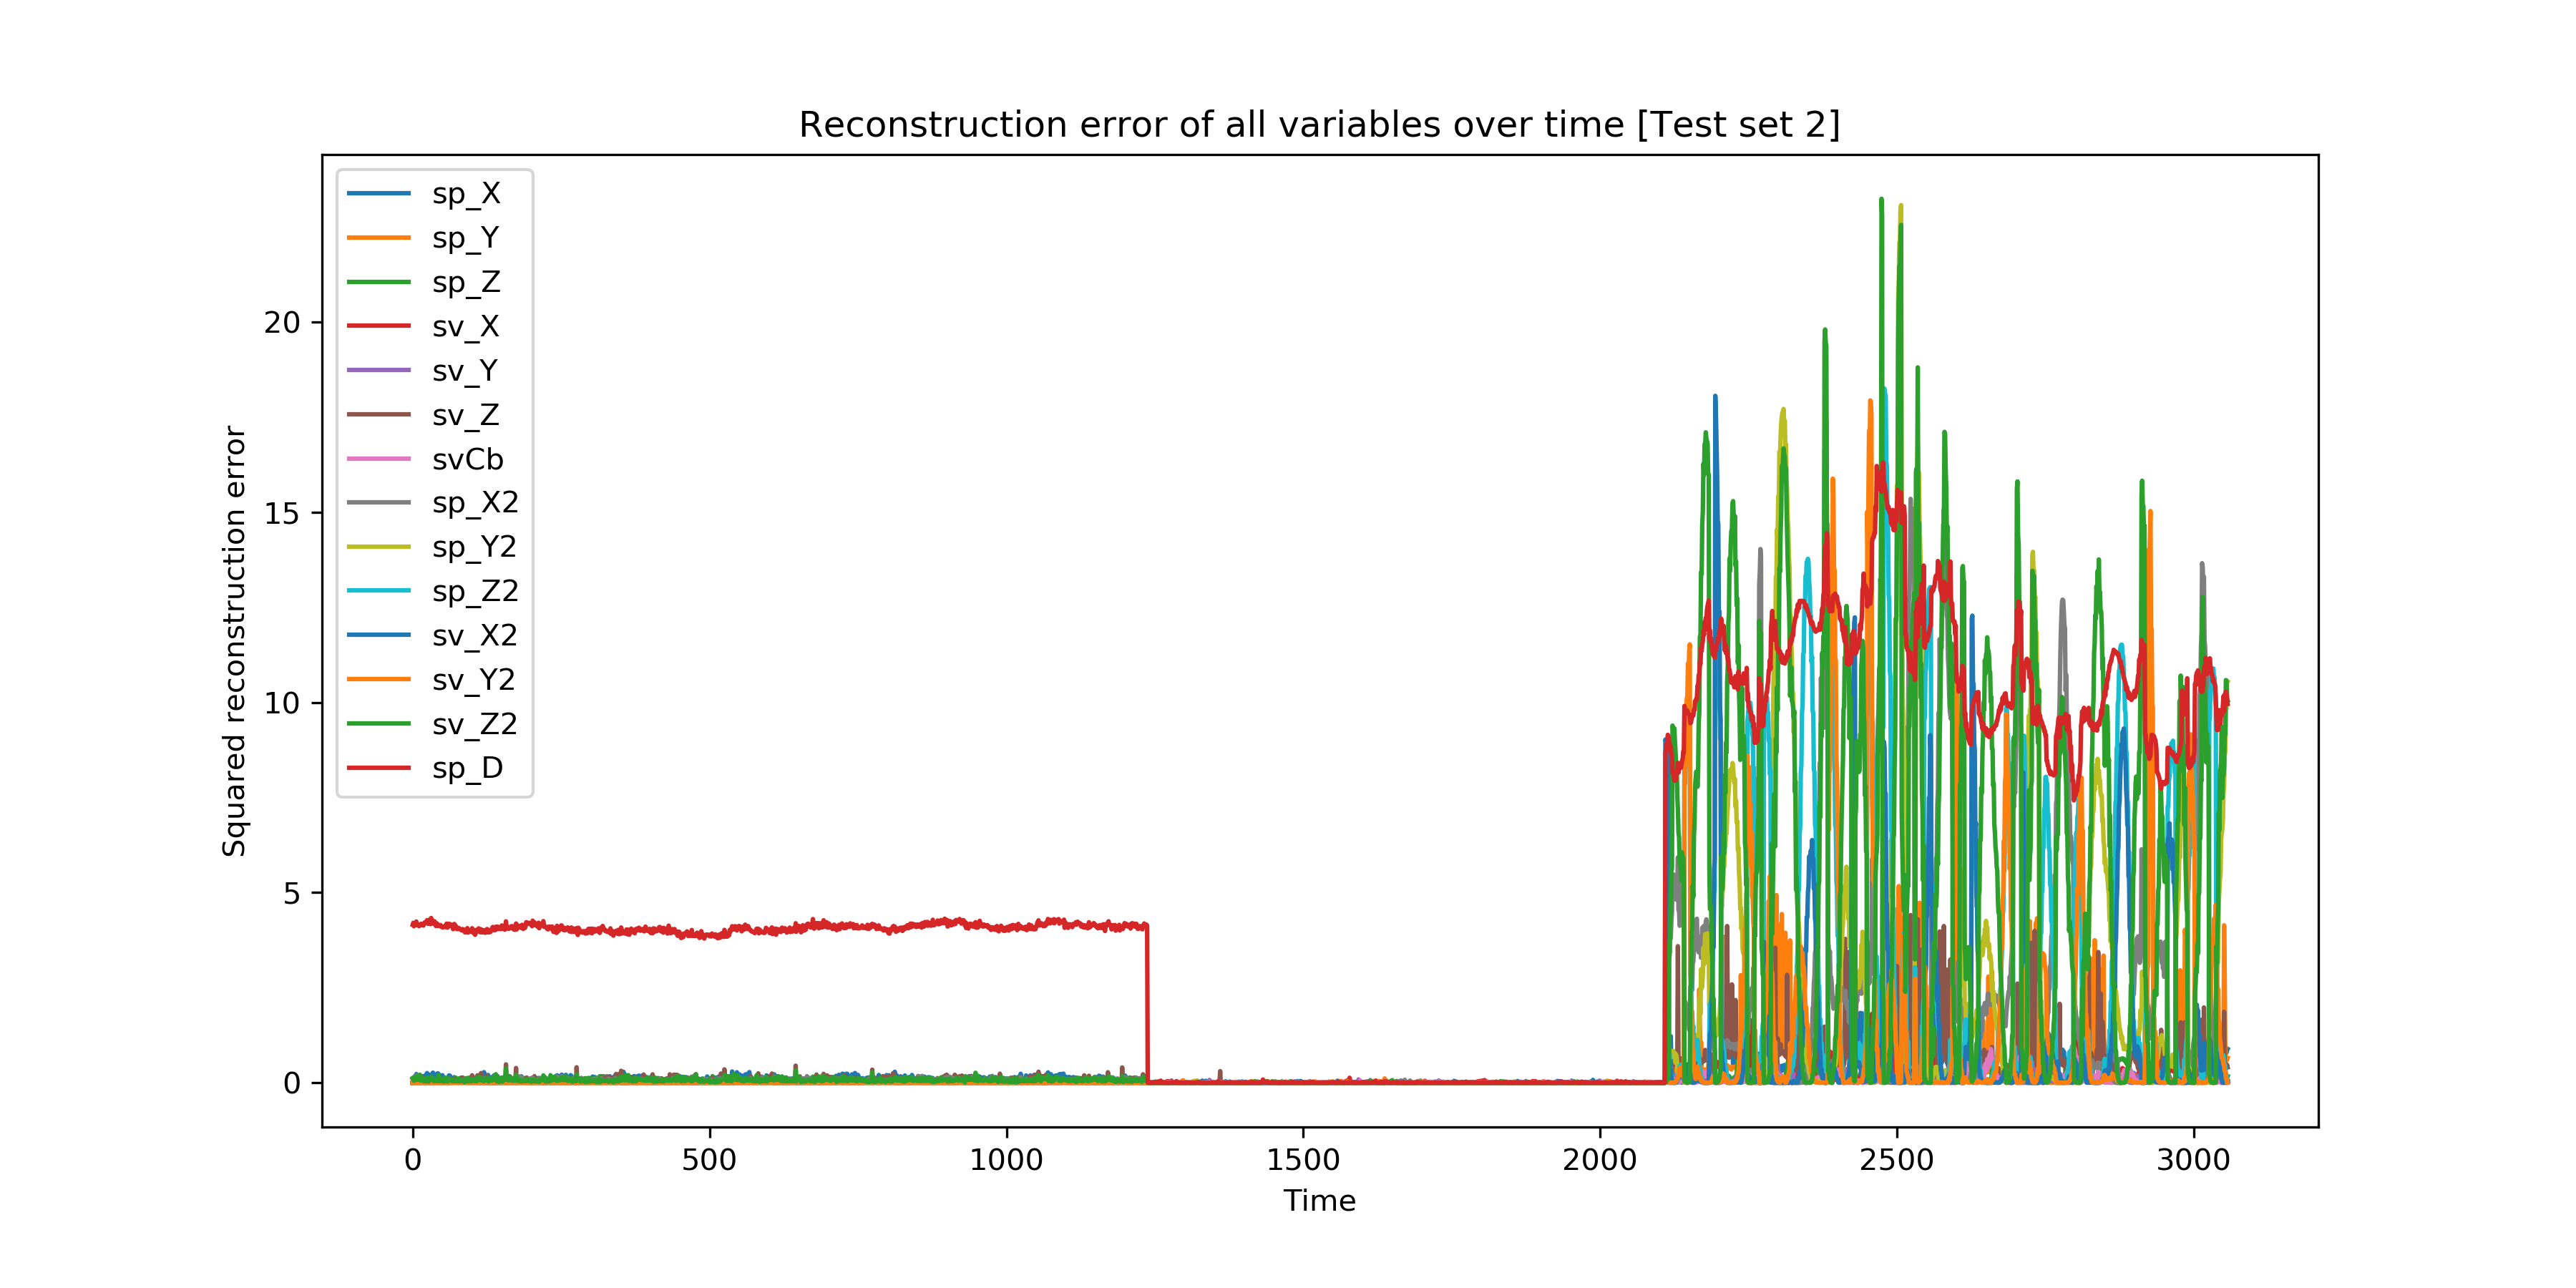 Reconstruction error of all variables over time [Test set 2]
sp_X
sp_Y
sp_Z
sv_X
sv_Y
sv_Z
svCb
sp_X2
sp_Y2
sp_Z2
sv_X2
sv_Y2
sv_Z2
sp_D
Squared reconstruction error
20
15
10
5
0
0 500 1000 1500 2000 2500 3000
Time